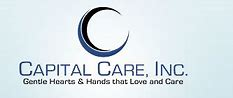 CAPITAL CARE, INC.
Gentle Hearts & Hands that Love and Care